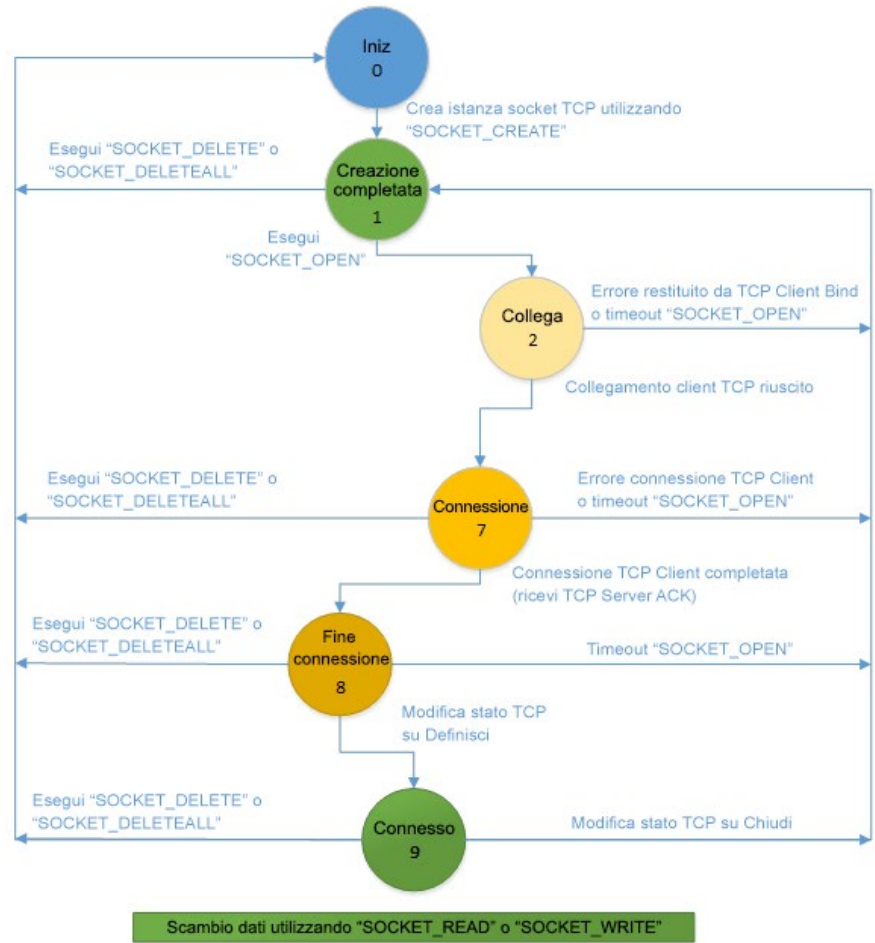 Iniz
0
Crea istanza socket TCP utilizzando
“SOCKET_CREATE”
Esegui “SOCKET_DELETE” o
“SOCKET_DELETEALL”
Creazione
completata
1
Esegui
“SOCKET_OPEN”
Collega
2
Errore restituito da TCP Client Bind
o timeout “SOCKET_OPEN”
Collegamento client TCP riuscito
Esegui “SOCKET_DELETE” o
“SOCKET_DELETEALL”
Connessione
7
Errore connessione TCP Client
o timeout “SOCKET_OPEN”
Connessione TCP Client completata
(ricevi TCP Server ACK)
Esegui “SOCKET_DELETE” o
“SOCKET_DELETEALL”
Fine
connessione
8
Timeout “SOCKET_OPEN”
Modifica stato TCP
su Definisci
Esegui “SOCKET_DELETE” o
“SOCKET_DELETEALL”
Connesso
9
Modifica stato TCP su Chiudi
Scambio dati utilizzando “SOCKET_READ” o “SOCKET_WRITE”